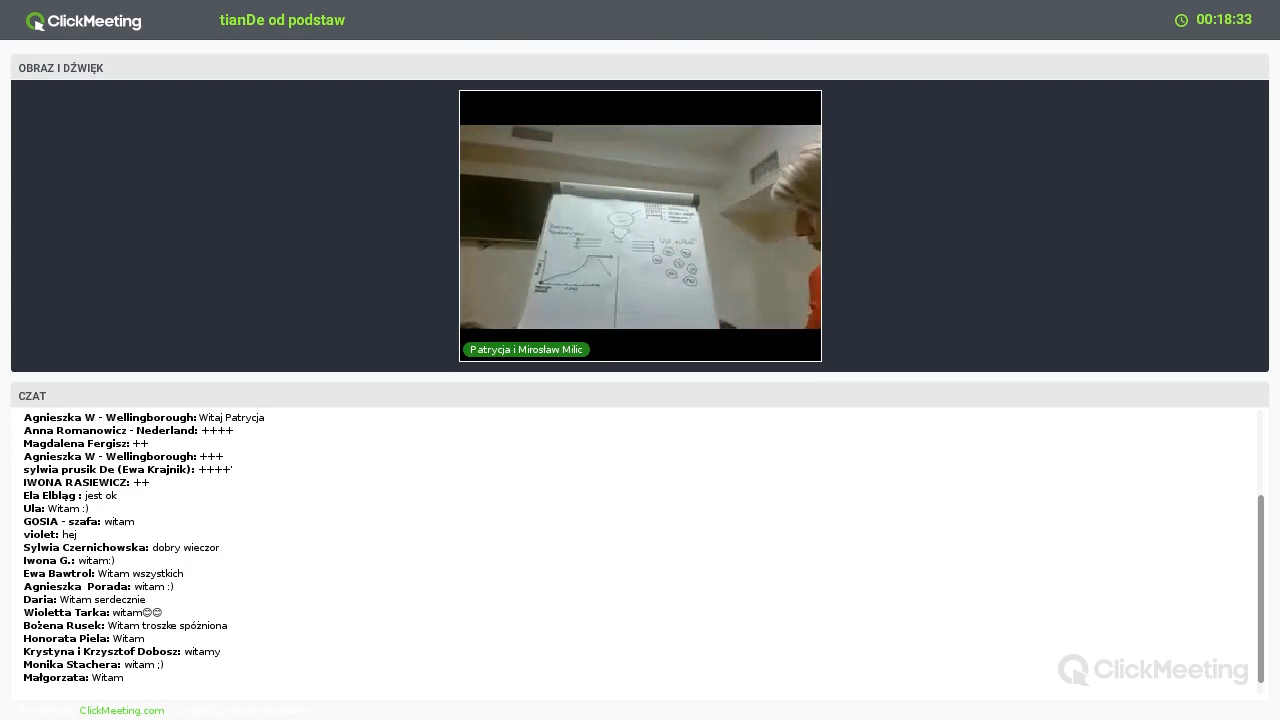 ClickMeeting
tianDe od podstaw
00:18:33
OBRAZ I DŹWIĘK
Patrycja i Mirosław Milic
CZAT
Agnieszka W - Wellingborough: Witaj Patrycja
Anna Romanowicz - Nederland: ++++
Magdalena Fergisz: ++
Agnieszka W - Wellingborough: +++
sylwia prusik De (Ewa Krajnik): ++++'
IWONA RASIEWICZ: ++
Ela Elbląg : jest ok
Ula: Witam :)
GOSIA - szafa: witam
violet: hej
Sylwia Czernichowska: dobry wieczor
Iwona G.: witam:)
Ewa Bawtrol: Witam wszystkich
Agnieszka  Porada: witam :)
Daria: Witam serdecznie
Wioletta Tarka: witam😊😊
Bożena Rusek: Witam troszke spóżniona
Honorata Piela: Witam
Krystyna i Krzysztof Dobosz: witamy
Monika Stachera: witam ;)
Małgorzata: Witam
ClickMeeting
ClickMeeting.com